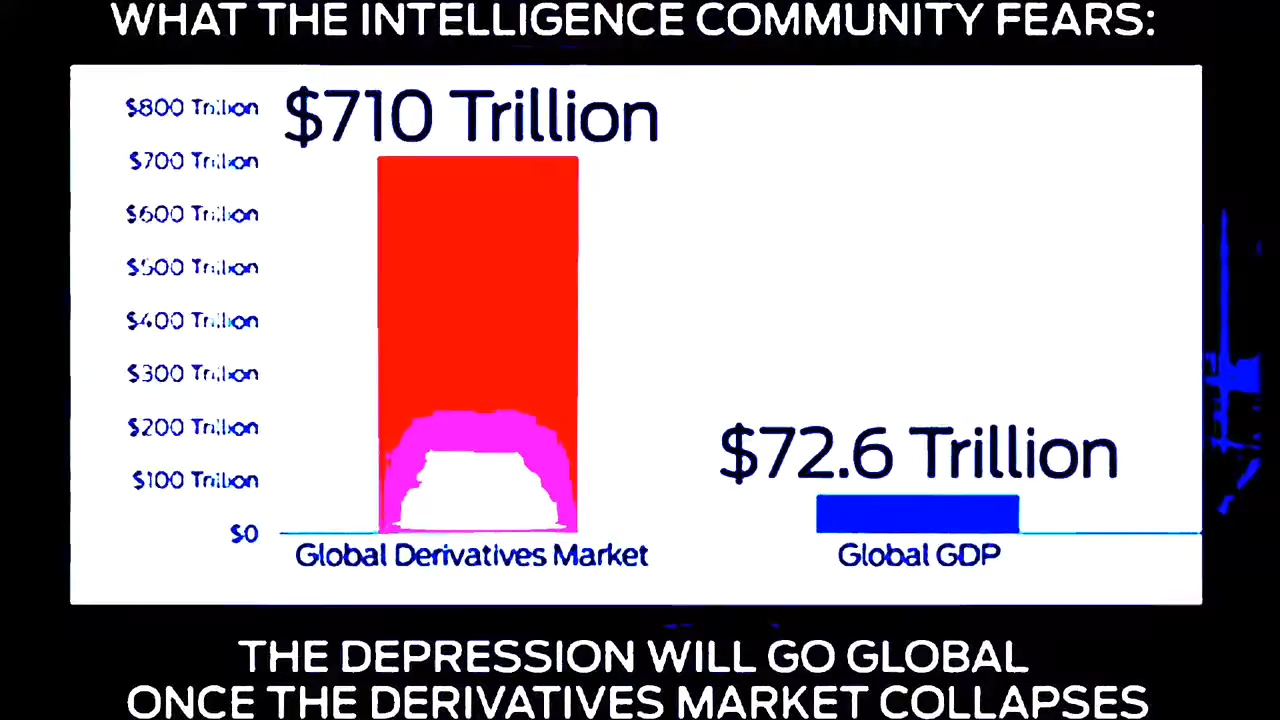 WHAT THE INTELLIGENCE COMMUNITY FEARS:
$800 Trillion
$710 Trillion
$700 Trillion
$600 Trillion
$500 Trillion
$400 Trillion
$300 Trillion
$200 Trillion
$72.6 Trillion
$100 Trillion
$0
Global Derivatives Market
Global GDP
THE DEPRESSION WILL GO GLOBAL
ONCE THE DERIVATIVES MARKET COLLAPSES